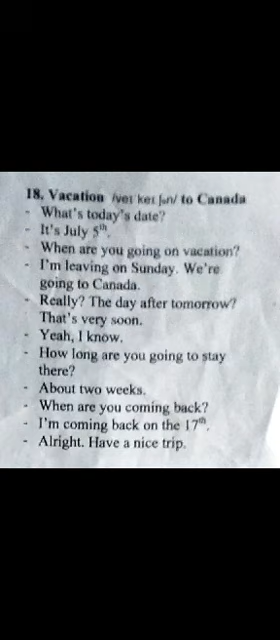 18. Vacation /veɪ ˈkeɪ ʃən/ to Canada
- What's today's date?
- It's July 5th.
- When are you going on vacation?
- I'm leaving on Sunday. We're
going to Canada.
- Really? The day after tomorrow?
That's very soon.
- Yeah, I know.
- How long are you going to stay
there?
- About two weeks.
- When are you coming back?
- I'm coming back on the 17th.
- Alright. Have a nice trip.